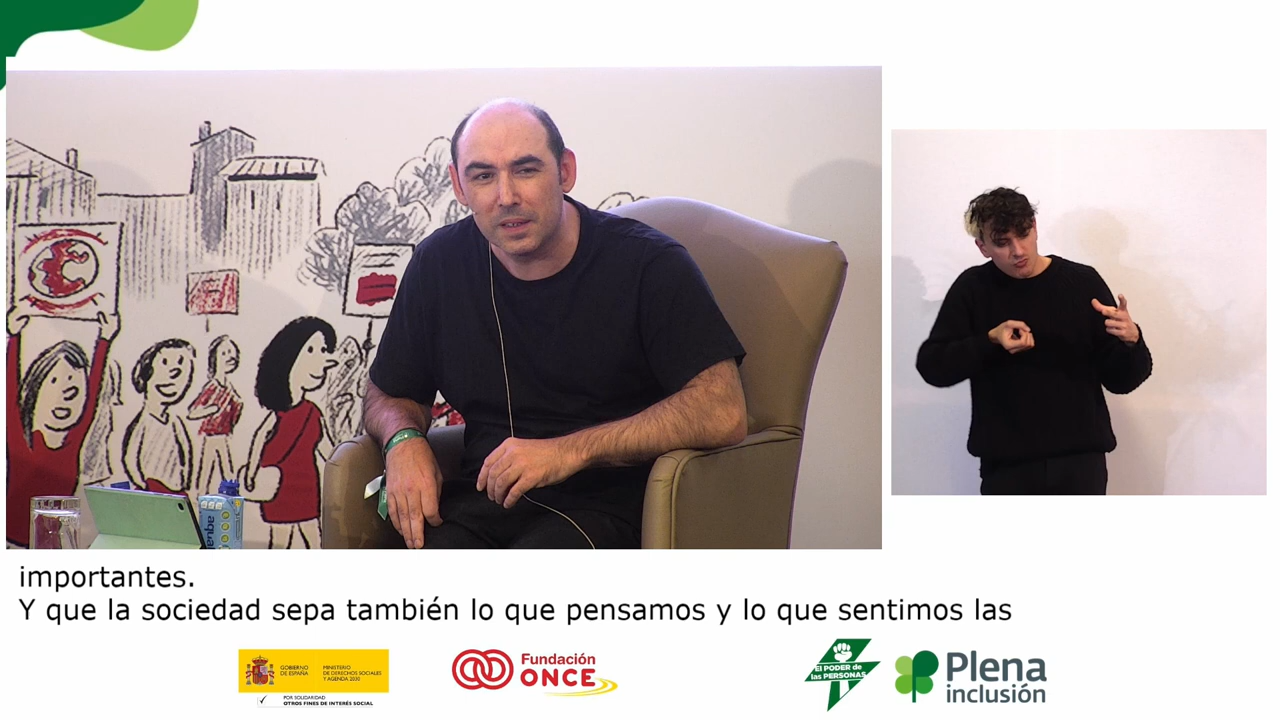 aqua
importantes.
Y que la sociedad sepa también lo que pensamos y lo que sentimos las
GOBIERNO
DE ESPAÑA
MINISTERIO
DE DERECHOS SOCIALES
Y AGENDA 2030
POR SOLIDARIDAD
OTROS FINES DE INTERÉS SOCIAL
Fundación
ONCE
EL PODER de
las PERSONAS
Plena
inclusión